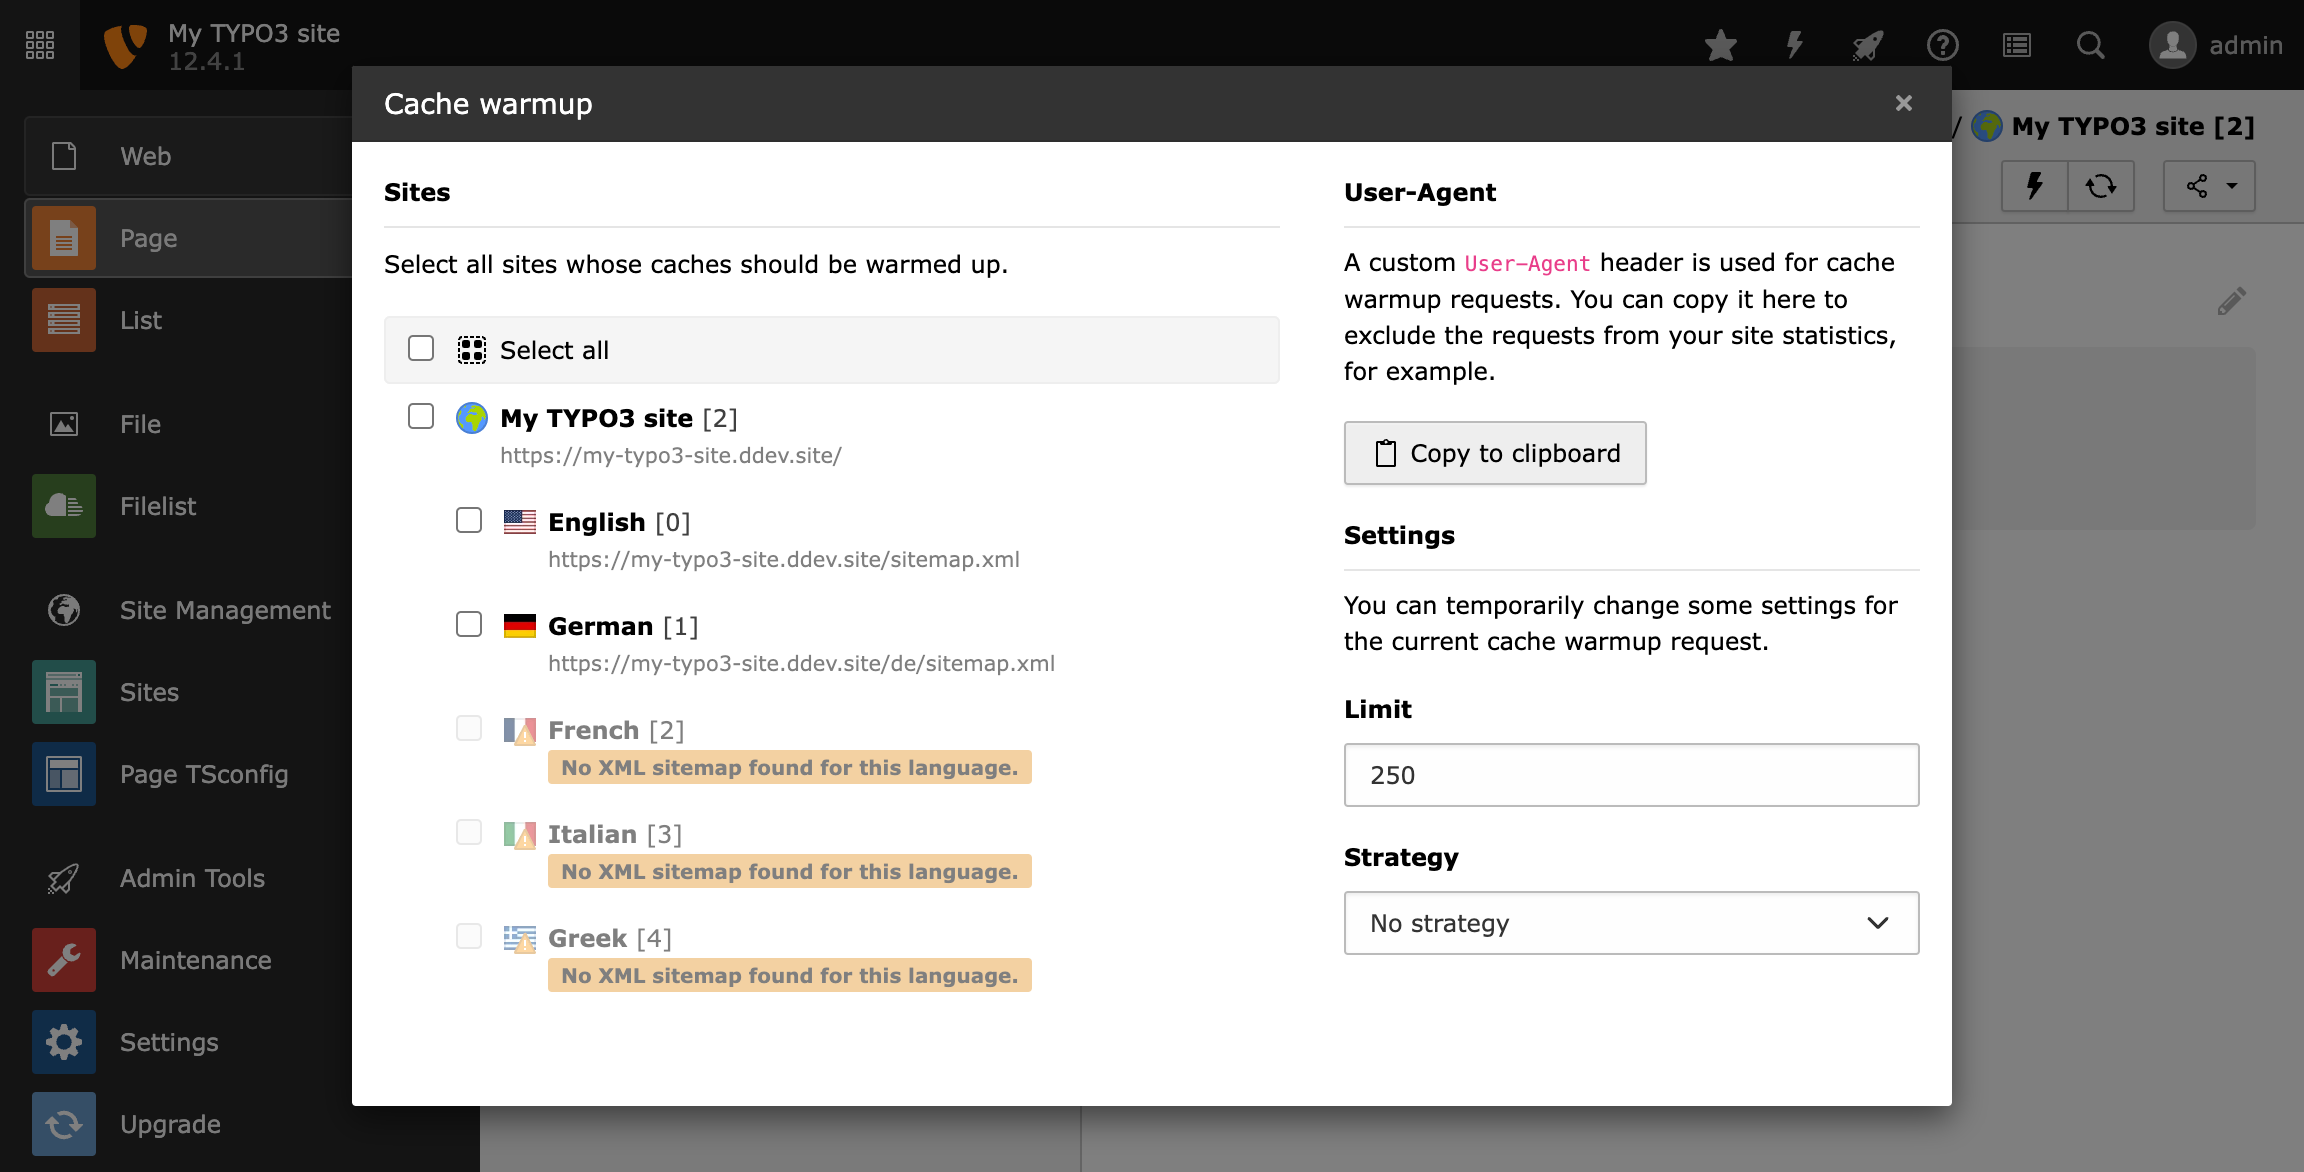 My TYPO3 site
12.4.1
admin
Web
Page
List
File
Filelist
Site Management
Sites
Page TSconfig
Admin Tools
Maintenance
Settings
Upgrade
/ My TYPO3 site [2]
Cache warmup
Sites
Select all sites whose caches should be warmed up.
Select all
My TYPO3 site [2]
https://my-typo3-site.ddev.site/
English [0]
https://my-typo3-site.ddev.site/sitemap.xml
German [1]
https://my-typo3-site.ddev.site/de/sitemap.xml
French [2]
No XML sitemap found for this language.
Italian [3]
No XML sitemap found for this language.
Greek [4]
No XML sitemap found for this language.
User-Agent
A custom User-Agent header is used for cache
warmup requests. You can copy it here to
exclude the requests from your site statistics,
for example.
Copy to clipboard
Settings
You can temporarily change some settings for
the current cache warmup request.
Limit
250
Strategy
No strategy